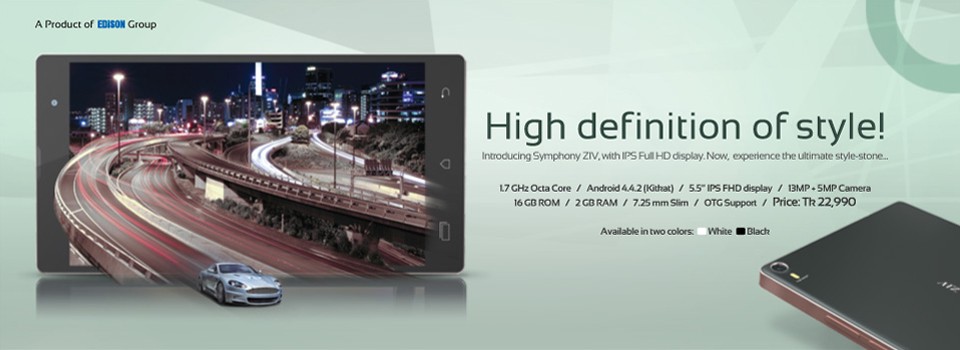 A Product of EDISON Group
High definition of style!
Introducing Symphony ZIV, with IPS Full HD display. Now, experience the ultimate style-stone...
1.7 GHz Octa Core / Android 4.4.2 (Kithat) / 5.5" IPS FHD display / 13MP + 5MP Camera
16 GB ROM / 2 GB RAM / 7.25 mm Slim / OTG Support / Price: Tk 22,990
Available in two colors: White Black
ZIV